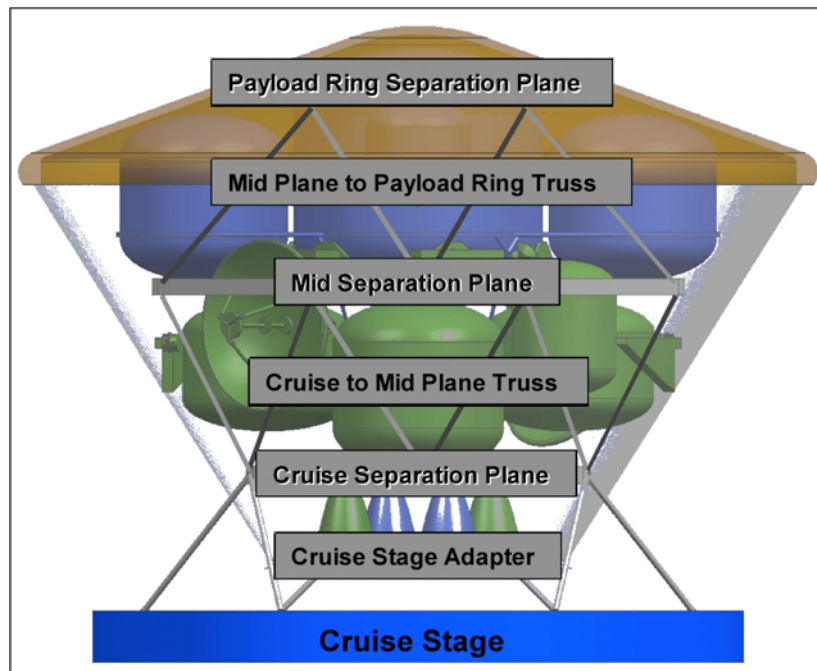 Payload Ring Separation Plane
Mid Plane to Payload Ring Truss
Mid Separation Plane
Cruise to Mid Plane Truss
Cruise Separation Plane
Cruise Stage Adapter
Cruise Stage